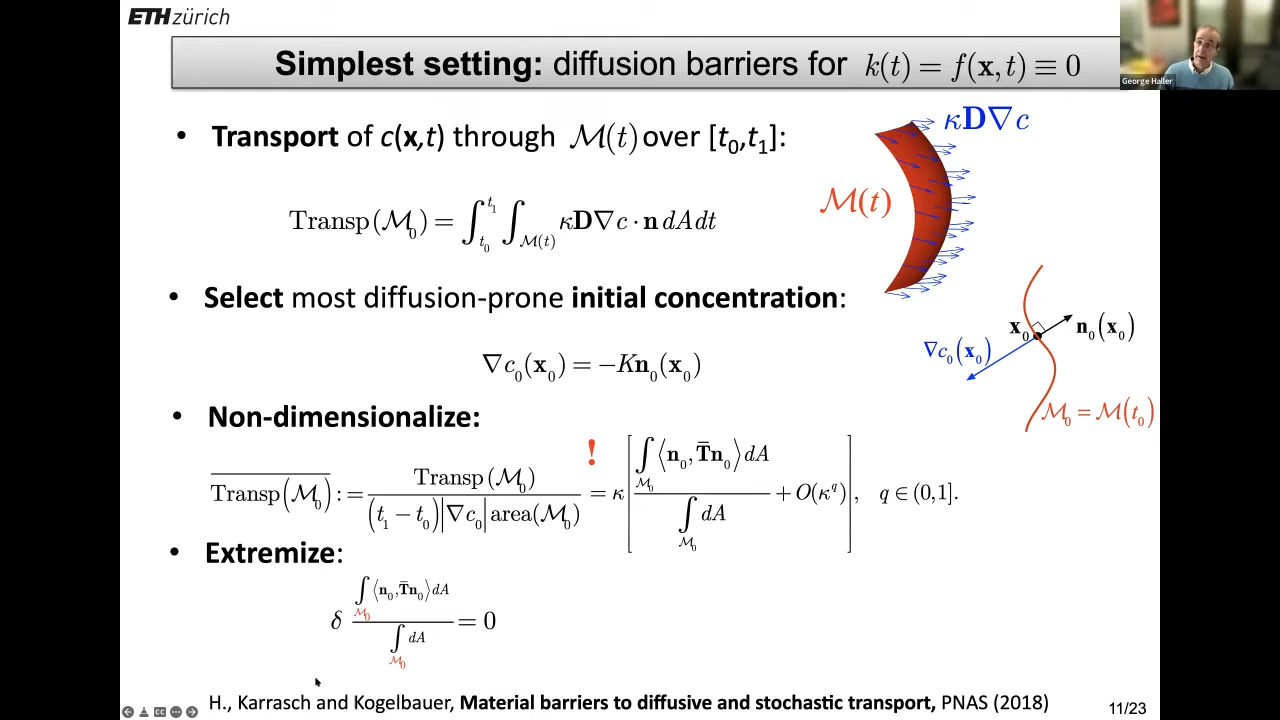 ETH zürich
Simplest setting: diffusion barriers for k(t) = f(x,t) ≡ 0
George Haller
• Transport of c(x,t) through ℳ(t) over [t₀,t₁]:
κD∇c
ℳ(t)
Transp(ℳ₀) = ∫_{t₀}^{t₁} ∫_{ℳ(t)} κD∇c · n dA dt
• Select most diffusion-prone initial concentration:
∇c₀(x₀) = −Kn₀(x₀)
x₀
n₀(x₀)
∇c₀(x₀)
ℳ₀ = ℳ(t₀)
• Non-dimensionalize:
!
\overline{Transp(ℳ₀)} := Transp(ℳ₀) / ((t₁ − t₀)|∇c₀|area(ℳ₀)) = κ[ ∫_{ℳ₀} ⟨n₀, T̄n₀⟩ dA / ∫_{ℳ₀} dA + O(κ^q) ], q ∈ (0,1].
• Extremize:
δ ∫_{ℳ₀} ⟨n₀, T̄n₀⟩ dA / ∫_{ℳ₀} dA = 0
H., Karrasch and Kogelbauer, Material barriers to diffusive and stochastic transport, PNAS (2018)
11/23